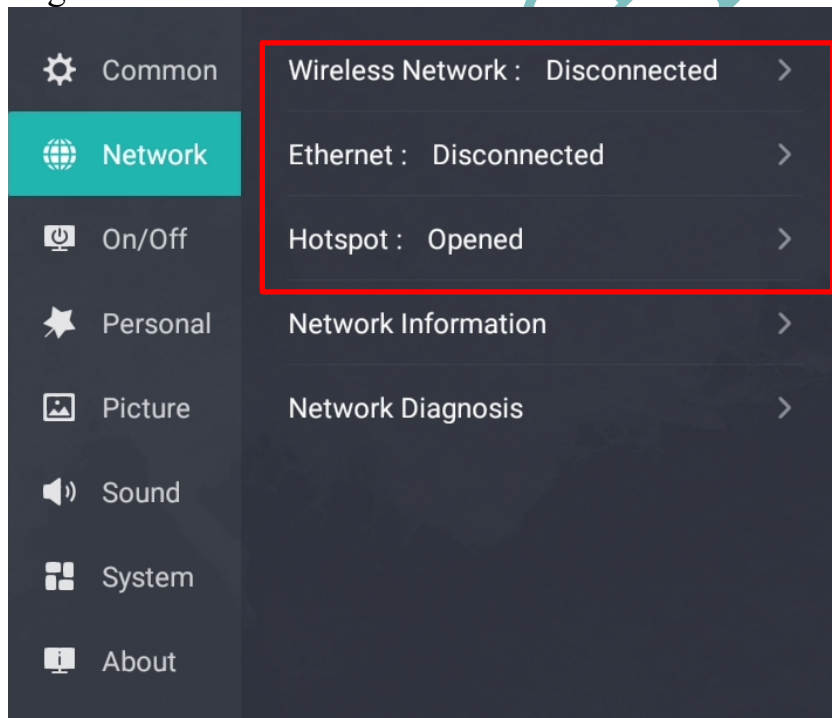 Common
Network
On/Off
Personal
Picture
Sound
System
About
Wireless Network : Disconnected
Ethernet : Disconnected
Hotspot : Opened
Network Information
Network Diagnosis